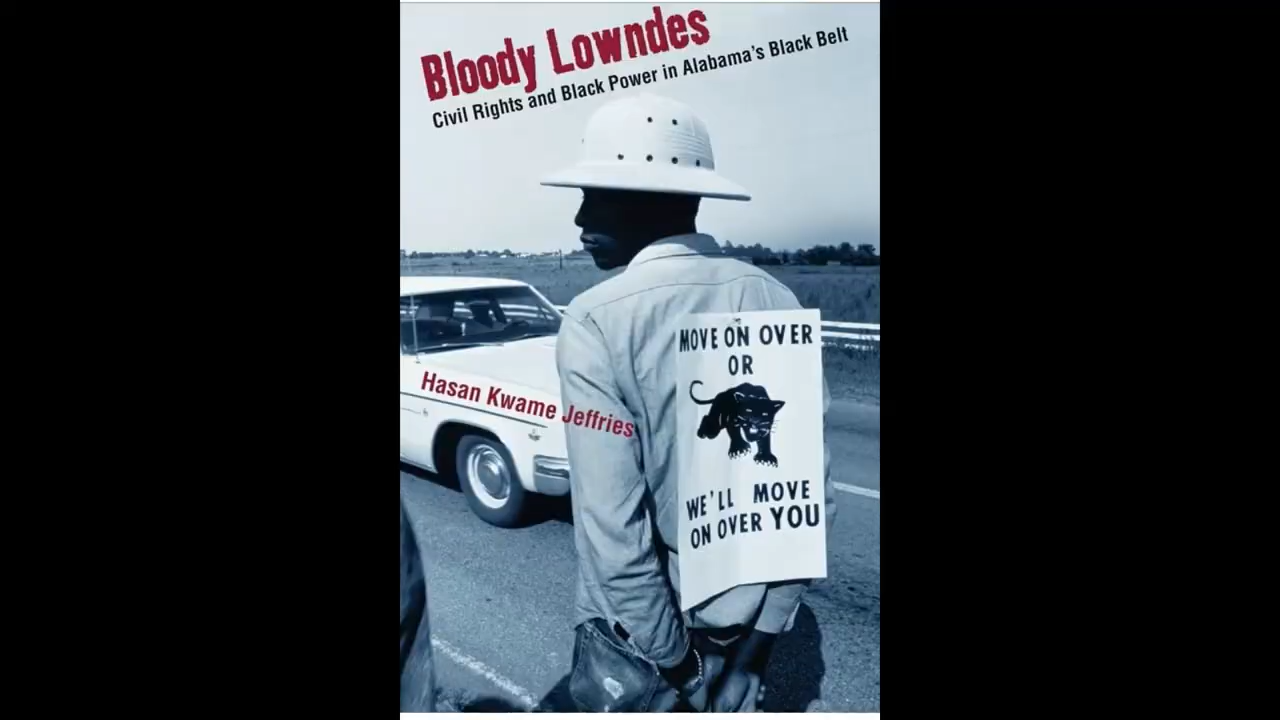 Bloody Lowndes
Civil Rights and Black Power in Alabama's Black Belt
Hasan Kwame Jeffries
MOVE ON OVER
OR
WE'LL MOVE
ON OVER YOU